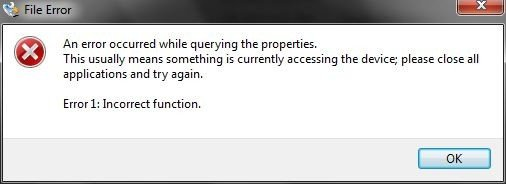 File Error
An error occurred while querying the properties.
This usually means something is currently accessing the device; please close all
applications and try again.
Error 1: Incorrect function.
OK